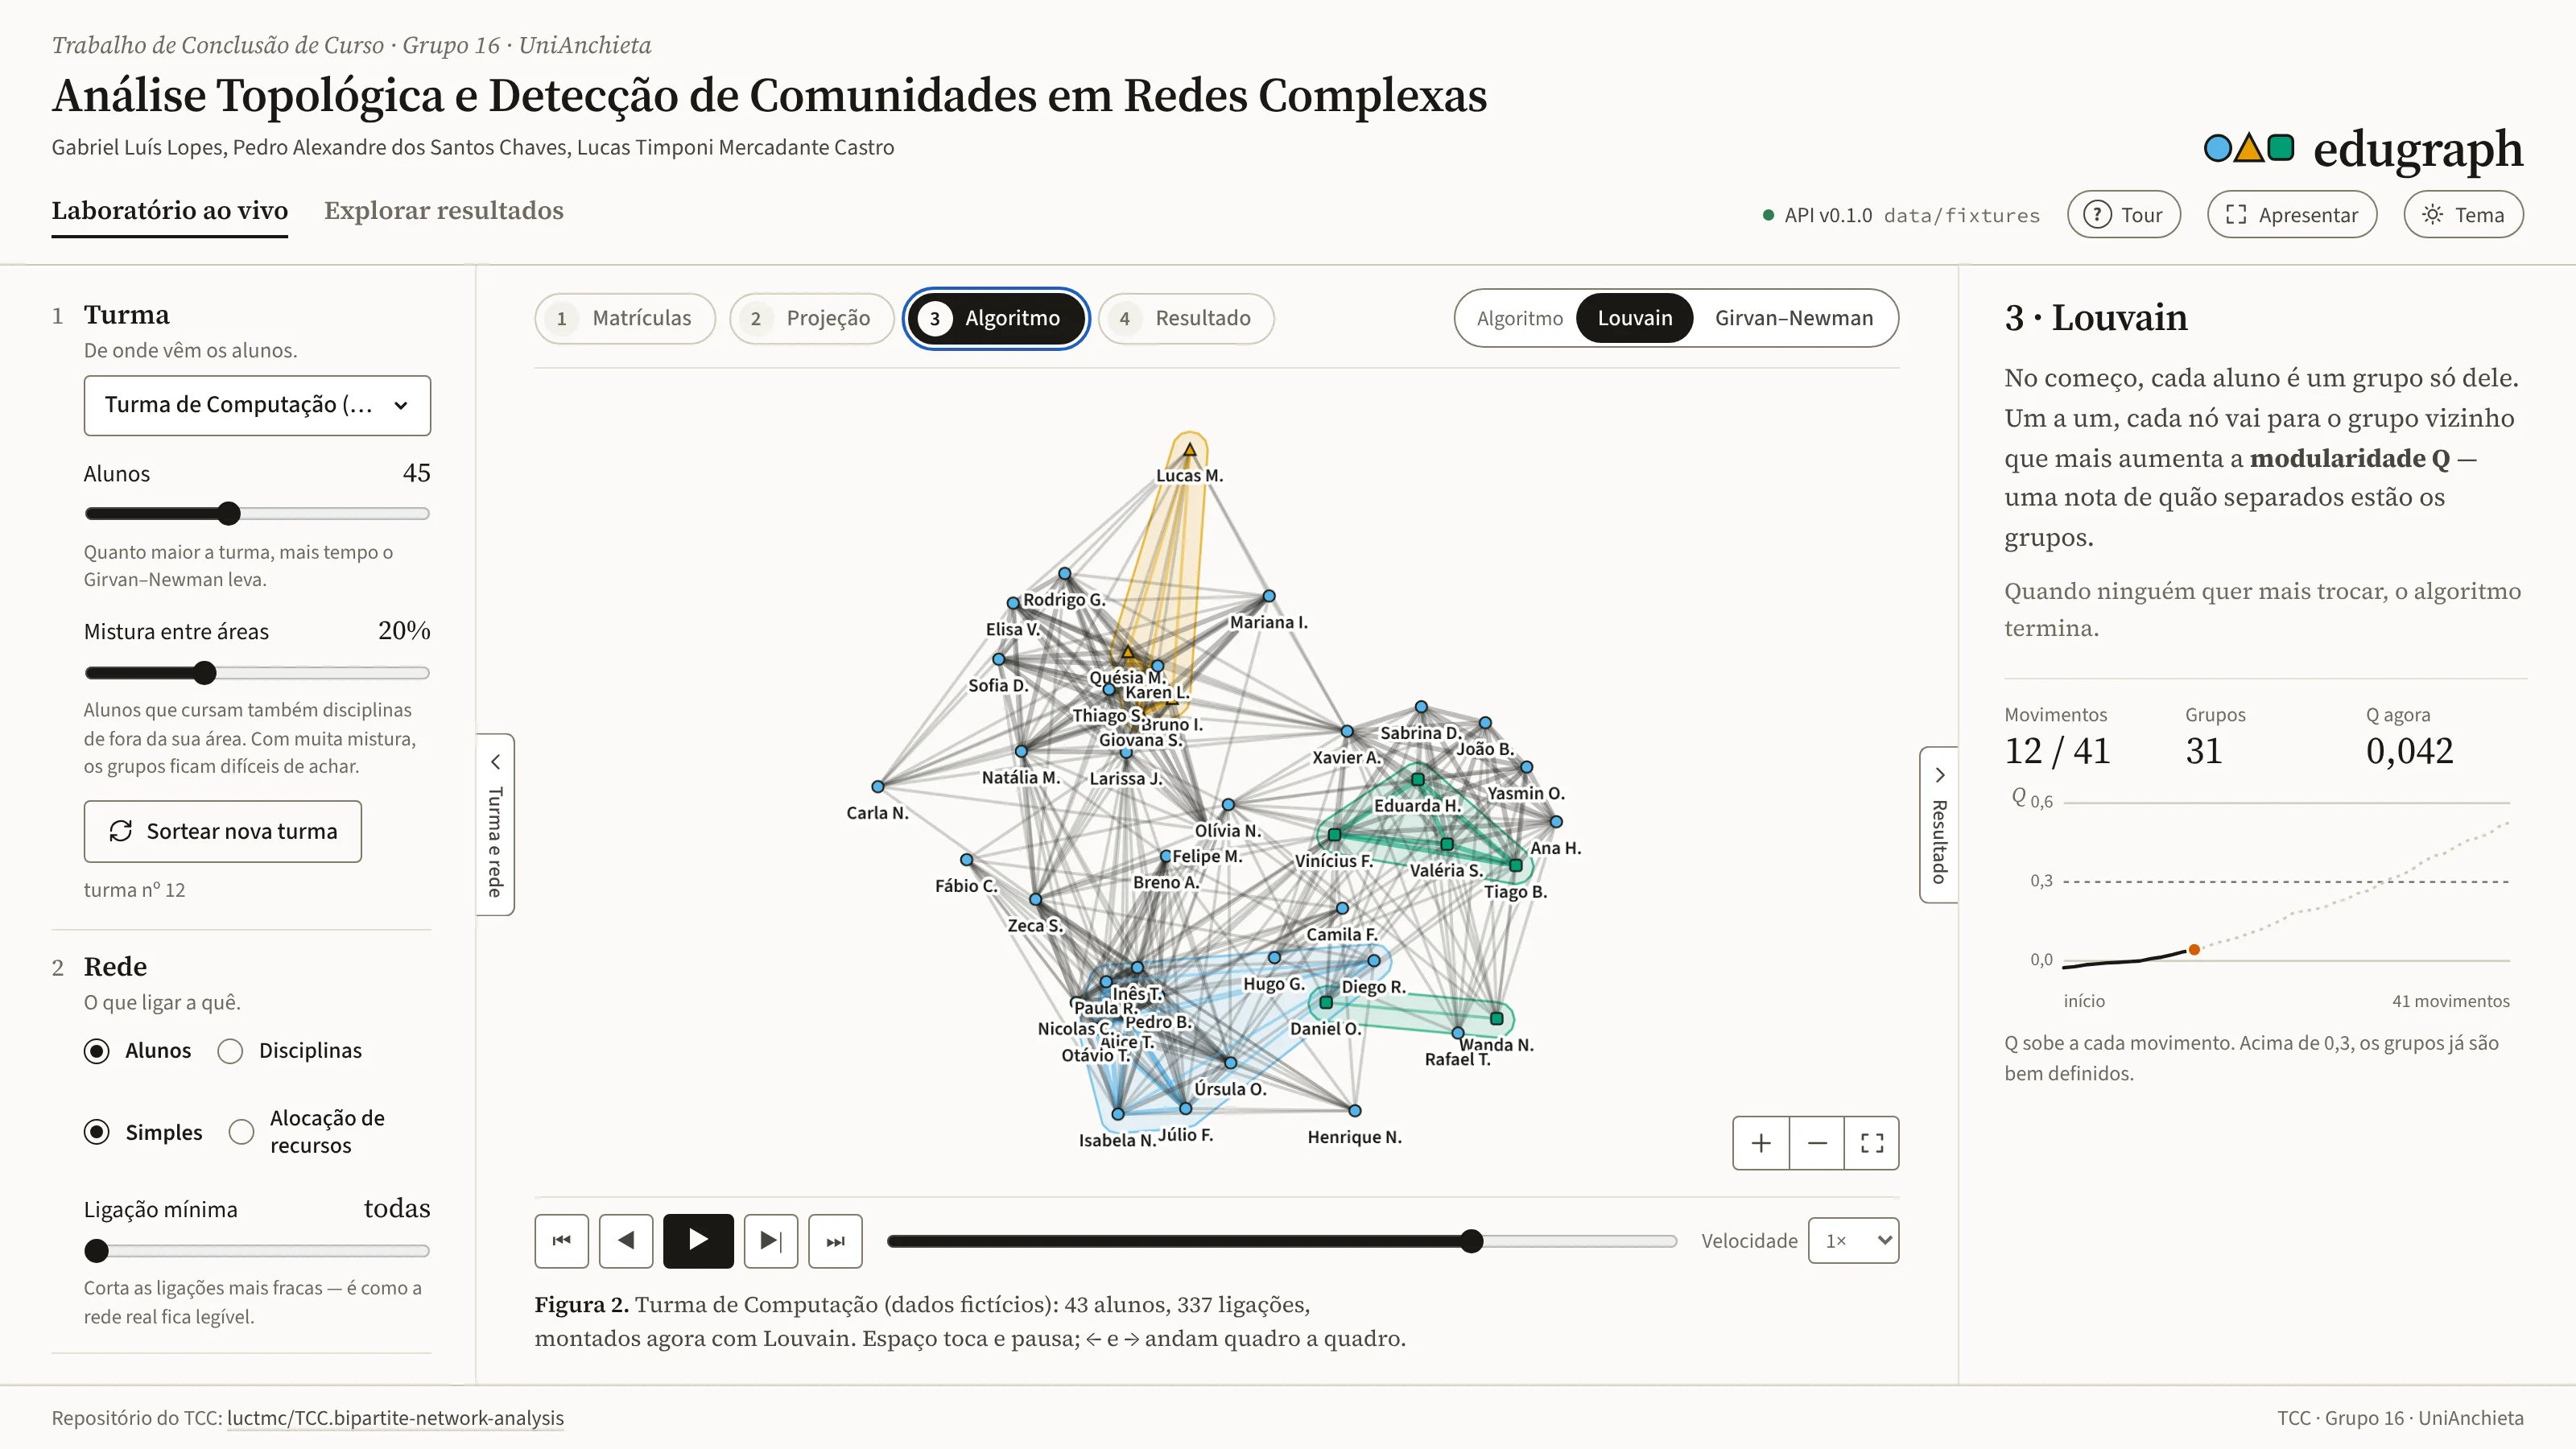 Trabalho de Conclusão de Curso · Grupo 16 · UniAnchieta
Análise Topológica e Detecção de Comunidades em Redes Complexas
Gabriel Luís Lopes, Pedro Alexandre dos Santos Chaves, Lucas Timponi Mercadante Castro
edugraph
Laboratório ao vivo
Explorar resultados
API v0.1.0 data/fixtures
? Tour
Apresentar
Tema
1 Turma
De onde vêm os alunos.
Turma de Computação (...
Alunos 45
Quanto maior a turma, mais tempo o
Girvan–Newman leva.
Mistura entre áreas 20%
Alunos que cursam também disciplinas
de fora da sua área. Com muita mistura,
os grupos ficam difíceis de achar.
Sortear nova turma
turma nº 12
2 Rede
O que ligar a quê.
Alunos Disciplinas
Simples Alocação de
recursos
Ligação mínima todas
Corta as ligações mais fracas — é como a
rede real fica legível.
Turma e rede
1 Matrículas
2 Projeção
3 Algoritmo
4 Resultado
Algoritmo Louvain Girvan–Newman
Lucas M.
Rodrigo G.
Mariana I.
Elisa V.
Sofia D.
Quésia M.
Karen L.
Thiago S.
Bruno I.
Giovana S.
Natália M.
Larissa J.
Carla N.
Xavier A.
Sabrina D.
João B.
Yasmin O.
Eduarda H.
Olívia N.
Ana H.
Felipe M.
Vinícius F.
Valéria S.
Breno A.
Fábio C.
Tiago B.
Zeca S.
Camila F.
Hugo G.
Diego R.
Inês T.
Paula R.
Pedro B.
Nicolas C.
Alice T.
Otávio T.
Daniel O.
Wanda N.
Rafael T.
Úrsula O.
Isabela N.
Júlio F.
Henrique N.
Velocidade 1×
Figura 2. Turma de Computação (dados fictícios): 43 alunos, 337 ligações,
montados agora com Louvain. Espaço toca e pausa; ← e → andam quadro a quadro.
Resultado
3 · Louvain
No começo, cada aluno é um grupo só dele.
Um a um, cada nó vai para o grupo vizinho
que mais aumenta a modularidade Q —
uma nota de quão separados estão os
grupos.
Quando ninguém quer mais trocar, o algoritmo
termina.
Movimentos Grupos Q agora
12 / 41 31 0,042
Q 0,6
0,3
0,0
início 41 movimentos
Q sobe a cada movimento. Acima de 0,3, os grupos já são
bem definidos.
Repositório do TCC: luctmc/TCC.bipartite-network-analysis
TCC · Grupo 16 · UniAnchieta